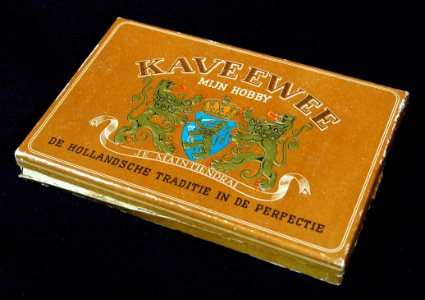 KAVEEWEE
MIJN HOBBY
JE MAINTIENDRAI
DE HOLLANDSCHE TRADITIE IN DE PERFECTIE